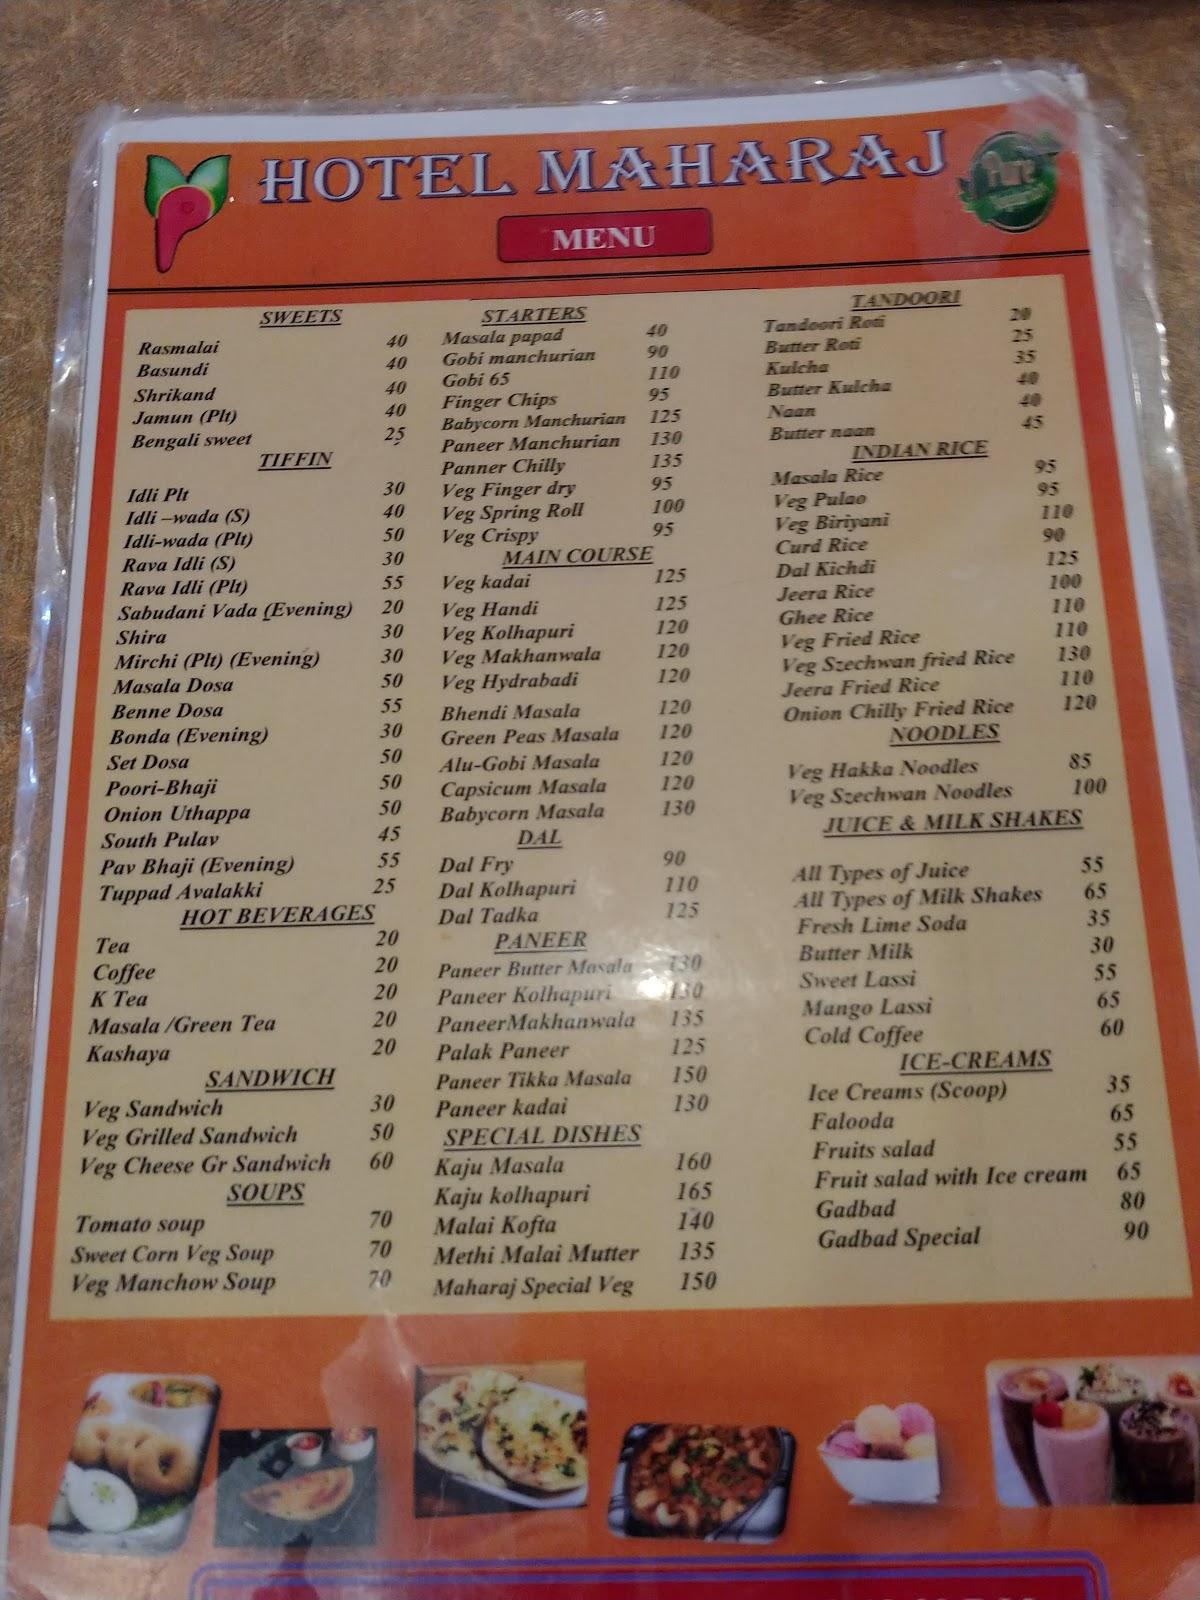 HOTEL MAHARAJ
Pure
MENU
SWEETS
Rasmalai 40
Basundi 40
Shrikand 40
Jamun (Plt) 40
Bengali sweet 25
TIFFIN
Idli Plt 30
Idli –wada (S) 40
Idli-wada (Plt) 50
Rava Idli (S) 30
Rava Idli (Plt) 55
Sabudani Vada (Evening) 20
Shira 30
Mirchi (Plt) (Evening) 30
Masala Dosa 50
Benne Dosa 55
Bonda (Evening) 30
Set Dosa 50
Poori-Bhaji 50
Onion Uthappa 50
South Pulav 45
Pav Bhaji (Evening) 55
Tuppad Avalakki 25
HOT BEVERAGES
Tea 20
Coffee 20
K Tea 20
Masala /Green Tea 20
Kashaya 20
SANDWICH
Veg Sandwich 30
Veg Grilled Sandwich 50
Veg Cheese Gr Sandwich 60
SOUPS
Tomato soup 70
Sweet Corn Veg Soup 70
Veg Manchow Soup 70
STARTERS
Masala papad 40
Gobi manchurian 90
Gobi 65 110
Finger Chips 95
Babycorn Manchurian 125
Paneer Manchurian 130
Panner Chilly 135
Veg Finger dry 95
Veg Spring Roll 100
Veg Crispy 95
MAIN COURSE
Veg kadai 125
Veg Handi 125
Veg Kolhapuri 120
Veg Makhanwala 120
Veg Hydrabadi 120
Bhendi Masala 120
Green Peas Masala 120
Alu-Gobi Masala 120
Capsicum Masala 120
Babycorn Masala 130
DAL
Dal Fry 90
Dal Kolhapuri 110
Dal Tadka 125
PANEER
Paneer Butter Masala 130
Paneer Kolhapuri 130
PaneerMakhanwala 135
Palak Paneer 125
Paneer Tikka Masala 150
Paneer kadai 130
SPECIAL DISHES
Kaju Masala 160
Kaju kolhapuri 165
Malai Kofta 140
Methi Malai Mutter 135
Maharaj Special Veg 150
TANDOORI
Tandoori Roti 20
Butter Roti 25
Kulcha 35
Butter Kulcha 40
Naan 40
Butter naan 45
INDIAN RICE
Masala Rice 95
Veg Pulao 95
Veg Biriyani 110
Curd Rice 90
Dal Kichdi 125
Jeera Rice 100
Ghee Rice 110
Veg Fried Rice 110
Veg Szechwan fried Rice 130
Jeera Fried Rice 110
Onion Chilly Fried Rice 120
NOODLES
Veg Hakka Noodles 85
Veg Szechwan Noodles 100
JUICE & MILK SHAKES
All Types of Juice 55
All Types of Milk Shakes 65
Fresh Lime Soda 35
Butter Milk 30
Sweet Lassi 55
Mango Lassi 65
Cold Coffee 60
ICE-CREAMS
Ice Creams (Scoop) 35
Falooda 65
Fruits salad 55
Fruit salad with Ice cream 65
Gadbad 80
Gadbad Special 90